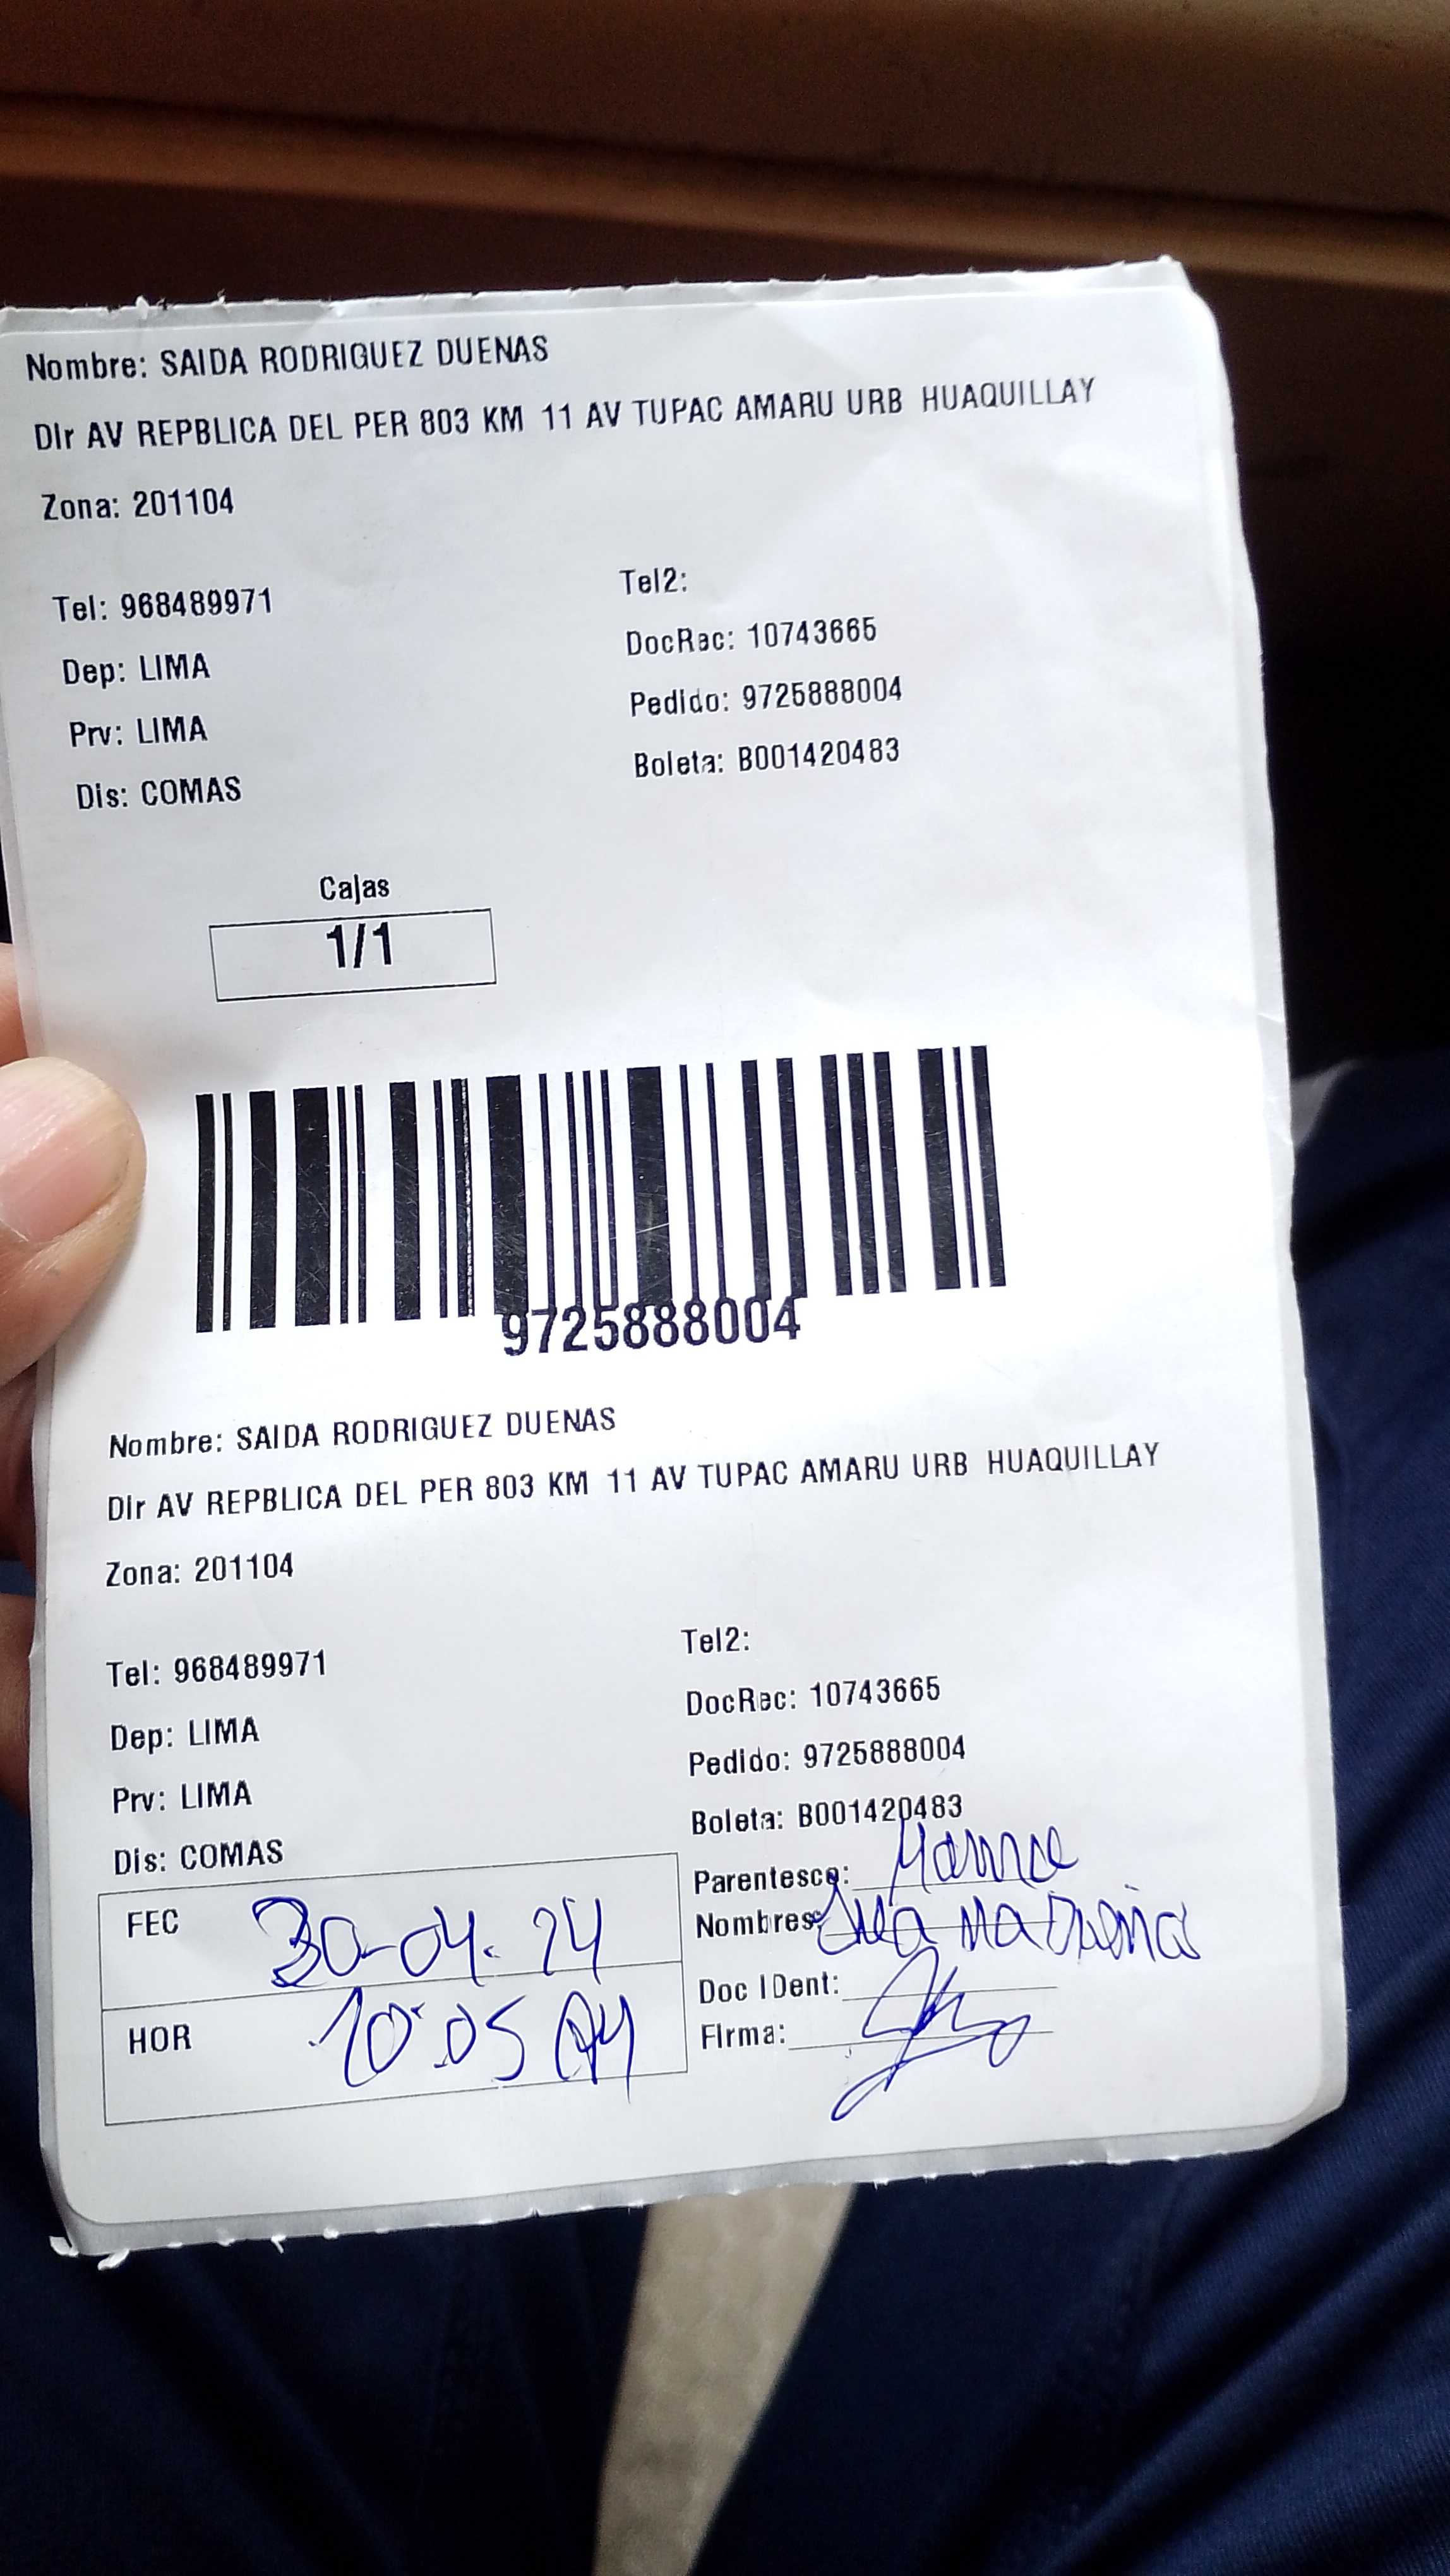 Nombre: SAIDA RODRIGUEZ DUENAS
Dir AV REPBLICA DEL PER 803 KM 11 AV TUPAC AMARU URB HUAQUILLAY
Zona: 201104
Tel: 968489971
Dep: LIMA
Prv: LIMA
Dis: COMAS
Tel2:
DocRec: 10743665
Pedido: 9725888004
Boleta: B001420483
Cajas
1/1
9725888004
Nombre: SAIDA RODRIGUEZ DUENAS
Dir AV REPBLICA DEL PER 803 KM 11 AV TUPAC AMARU URB HUAQUILLAY
Zona: 201104
Tel: 968489971
Dep: LIMA
Prv: LIMA
Dis: COMAS
Tel2:
DocRec: 10743665
Pedido: 9725888004
Boleta: B001420483
FEC 30-04.24
HOR 10:05 AM
Parentesco:
Nombres:
Doc IDent:
Firma: